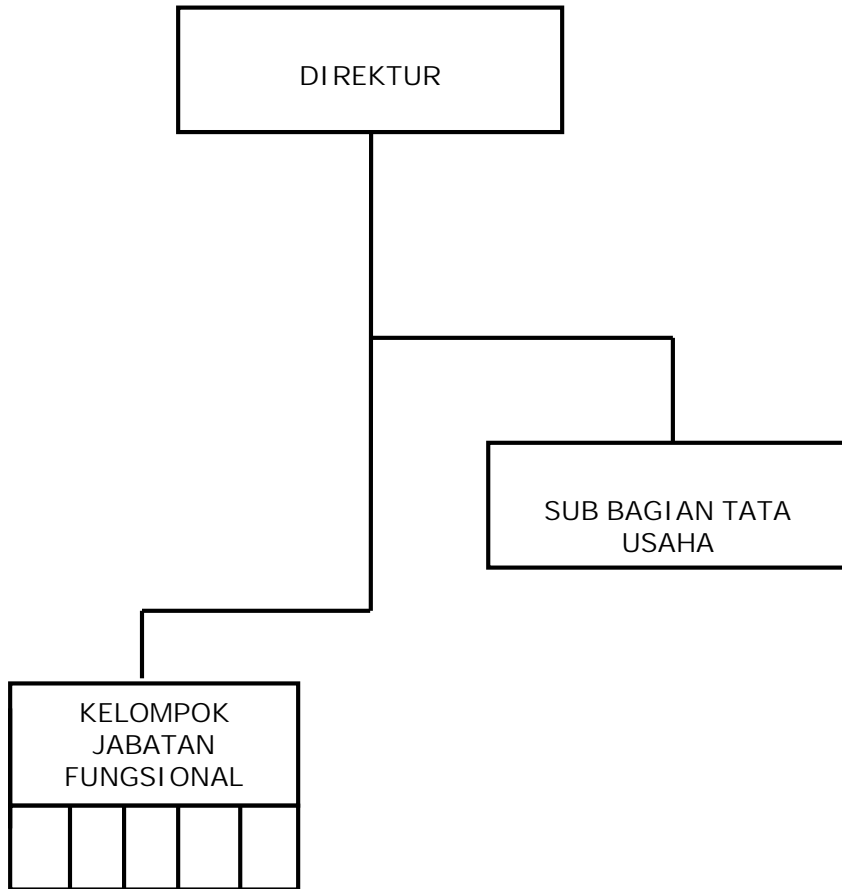 DIREKTUR
SUB BAGIAN TATA
USAHA
KELOMPOK
JABATAN
FUNGSIONAL